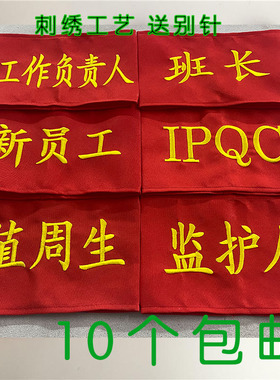 刺绣工艺 送别针
工作负责人
班长
新员工
IPQC
值周生
监护人
10个包邮